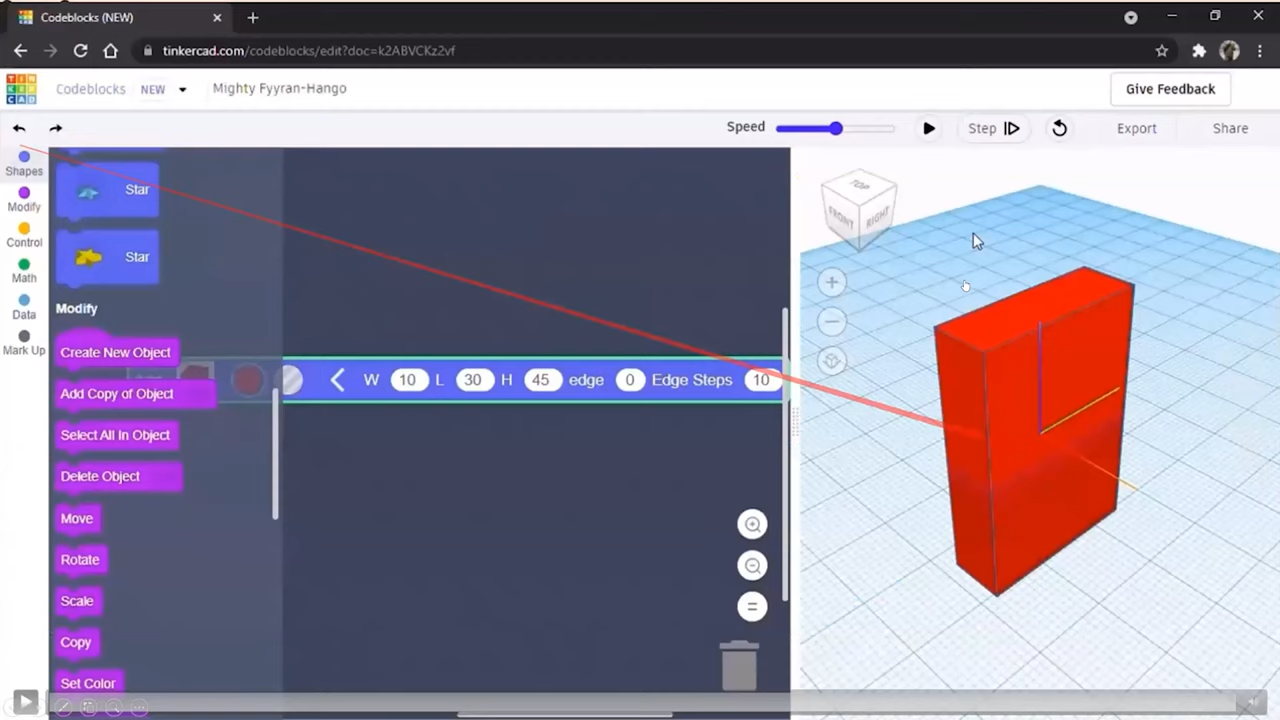 Codeblocks (NEW)
tinkercad.com/codeblocks/edit?doc=k2ABVCKz2vf
TIN
KER
CAD
Codeblocks NEW Mighty Fyyran-Hango Give Feedback
Speed Step Export Share
Shapes
Modify
Control
Math
Data
Mark Up
Star
Star
Modify
Create New Object
Add Copy of Object
Select All In Object
Delete Object
Move
Rotate
Scale
Copy
Set Color
W 10 L 30 H 45 edge 0 Edge Steps 10
TOP
FRONT RIGHT